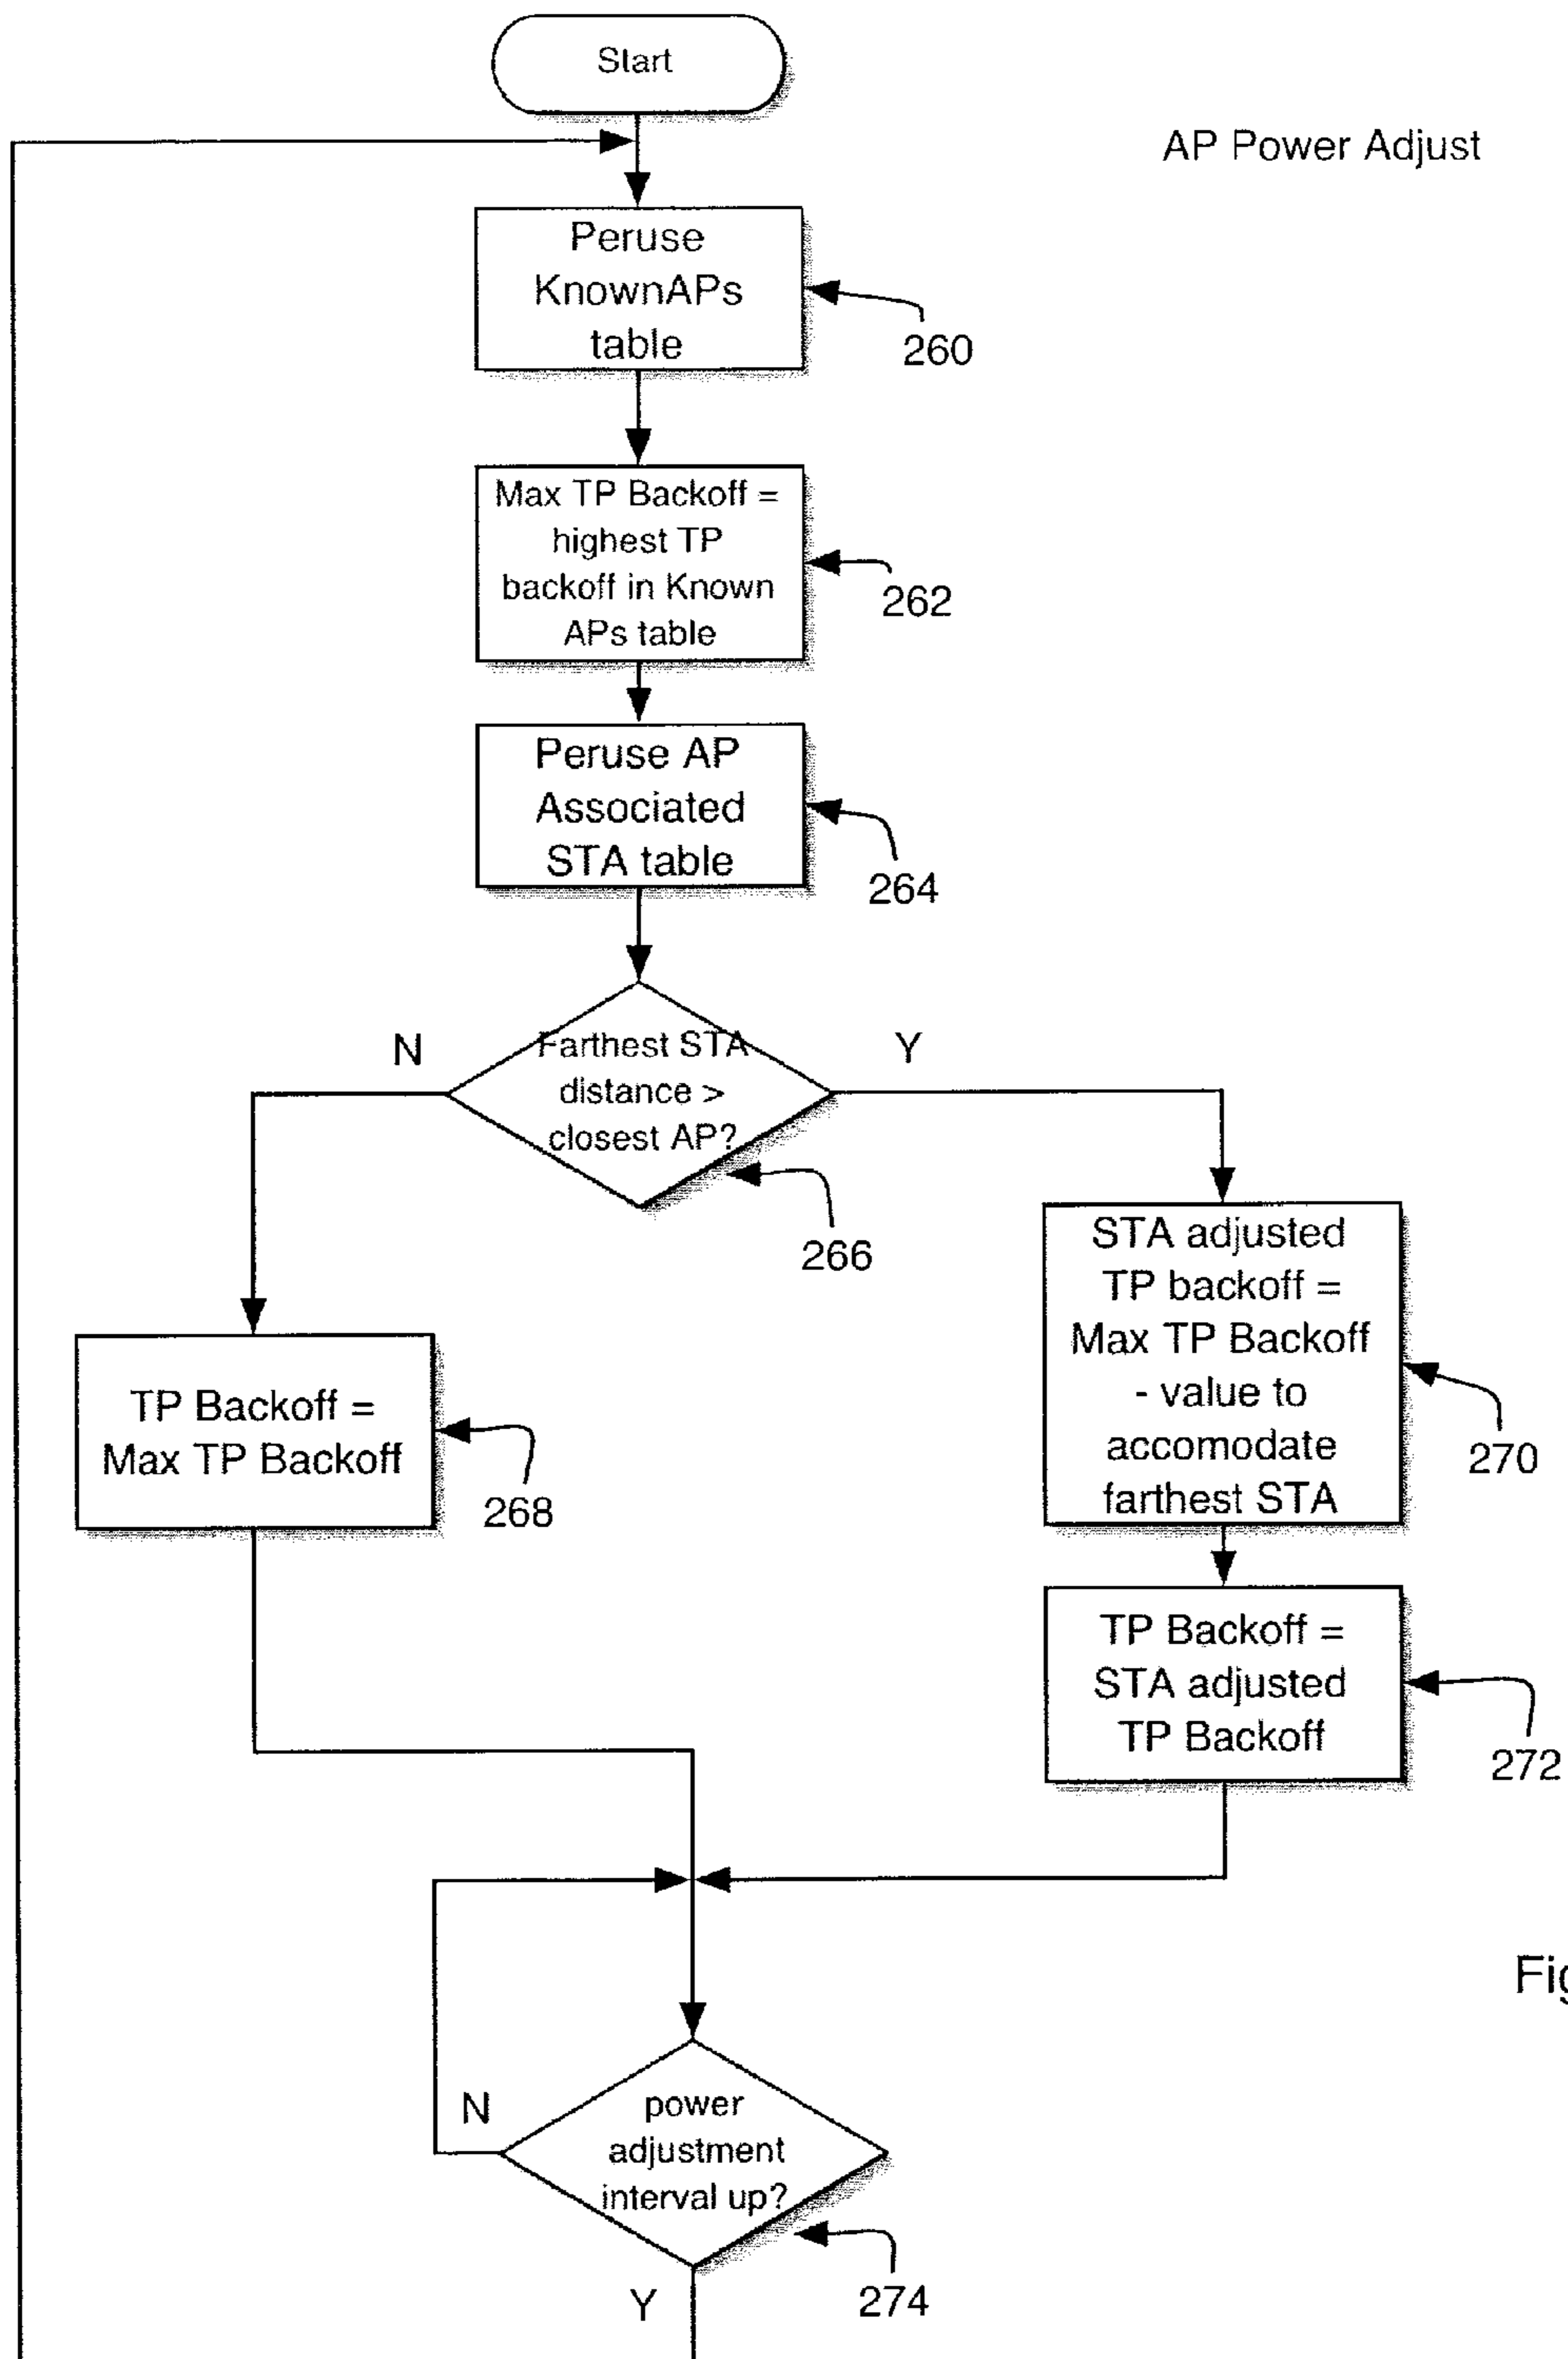 Start
AP Power Adjust
Peruse
KnownAPs
table
260
Max TP Backoff =
highest TP
backoff in Known
APs table
262
Peruse AP
Associated
STA table
264
N
Farthest STA
distance >
closest AP?
Y
266
STA adjusted
TP backoff =
Max TP Backoff
- value to
accomodate
farthest STA
270
TP Backoff =
Max TP Backoff
268
TP Backoff =
STA adjusted
TP Backoff
272
Fig
N
power
adjustment
interval up?
274
Y